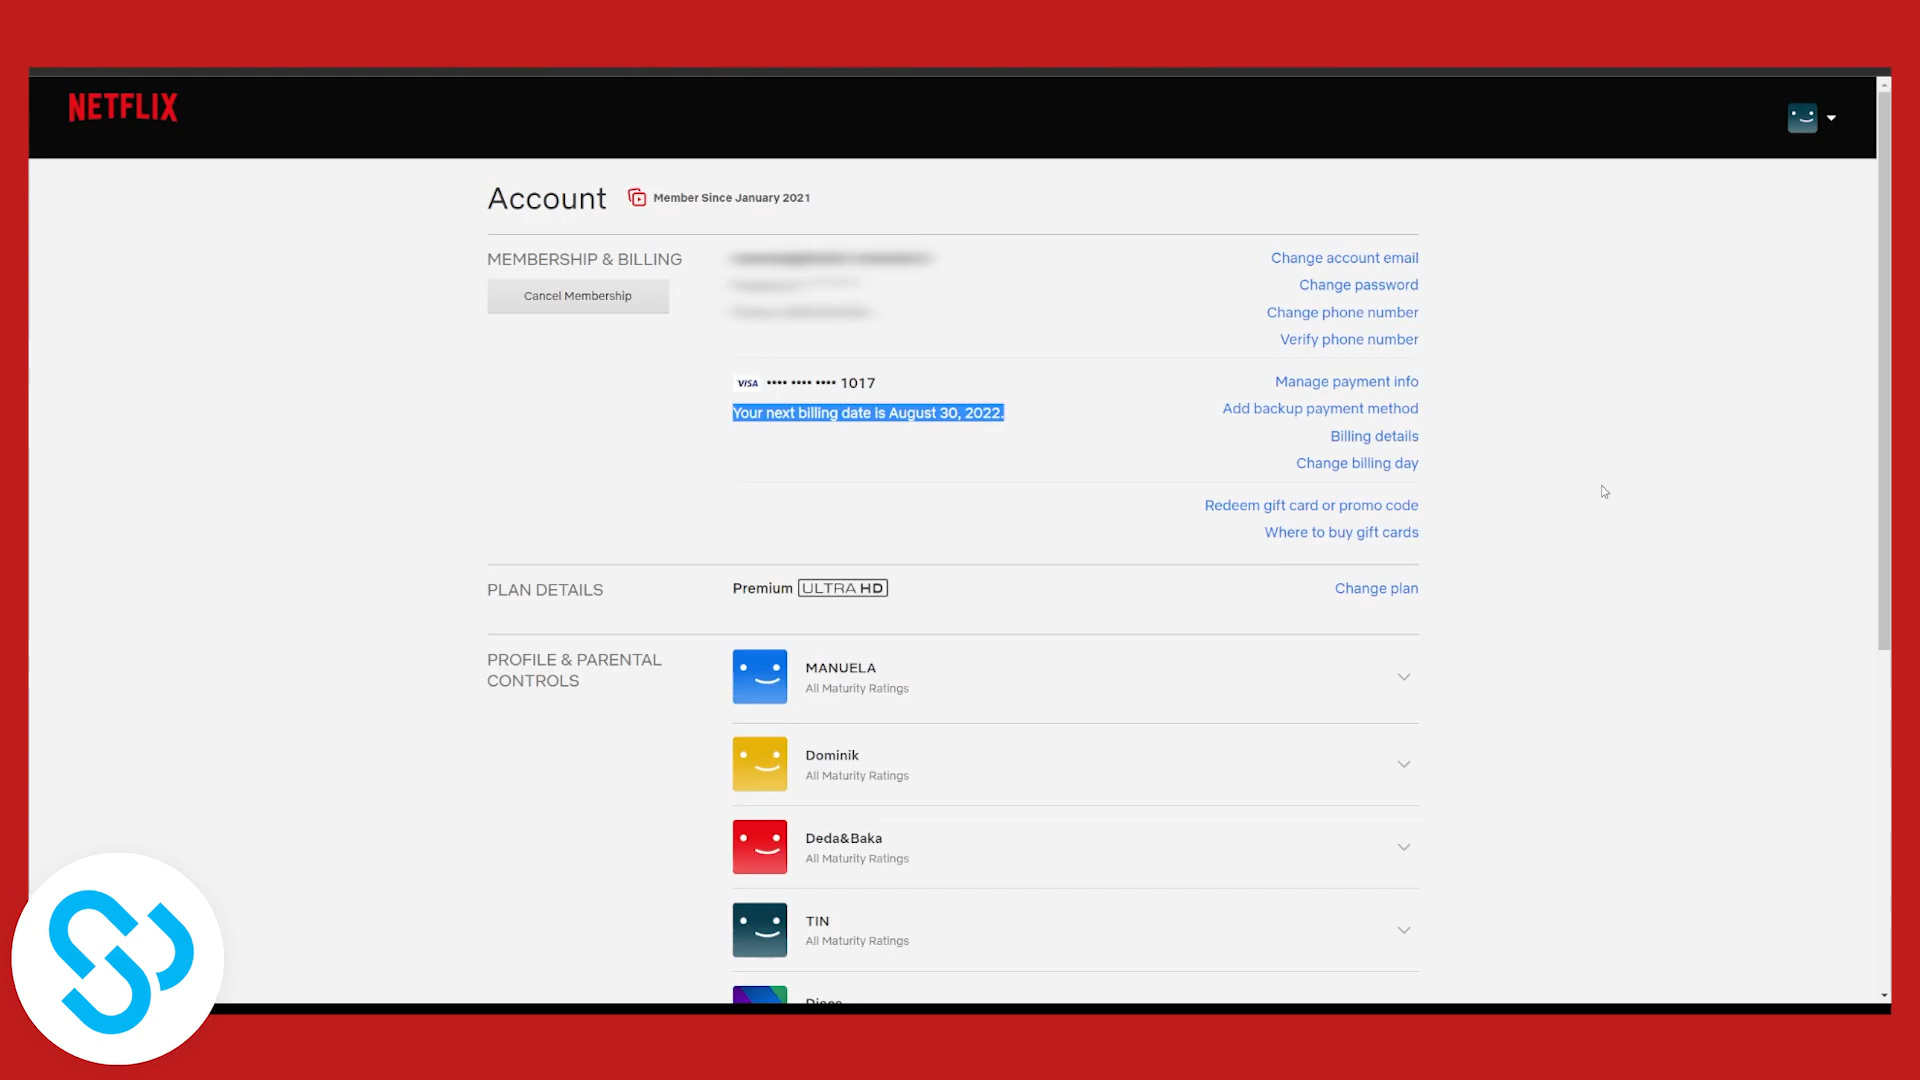 NETFLIX
Account
Member Since January 2021
MEMBERSHIP & BILLING
Cancel Membership
Change account email
Change password
Change phone number
Verify phone number
VISA •••• •••• •••• 1017
Your next billing date is August 30, 2022.
Manage payment info
Add backup payment method
Billing details
Change billing day
Redeem gift card or promo code
Where to buy gift cards
PLAN DETAILS
Premium ULTRA HD
Change plan
PROFILE & PARENTAL
CONTROLS
MANUELA
All Maturity Ratings
Dominik
All Maturity Ratings
Deda&Baka
All Maturity Ratings
TIN
All Maturity Ratings